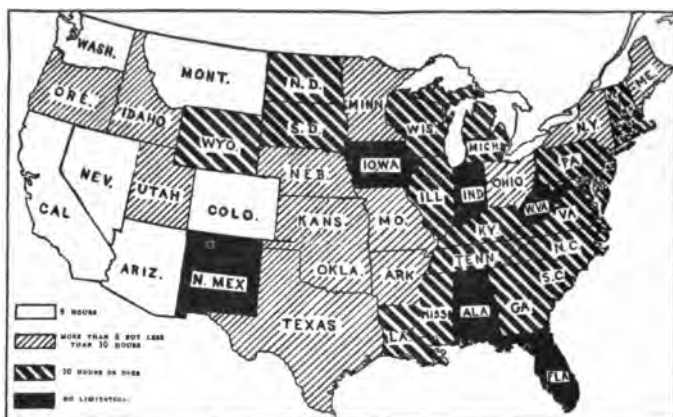 WASH.
MONT.
N.D.
MINN
ME.
ORE.
IDAHO
S.D.
WIS.
MICH
N.Y.
WYO.
IOWA
PA
NEV.
UTAH
NEB.
ILL
IND
OHIO
CAL
COLO.
KANS.
MO.
W.VA
VA
KY.
N.C.
ARIZ.
N. MEX
OKLA.
ARK
TENN
S.C
TEXAS
LA.
MISS
ALA
GA.
FLA
8 HOURS
MORE THAN 8 BUT LESS
THAN 10 HOURS
10 HOURS OR OVER
NO LIMITATION.